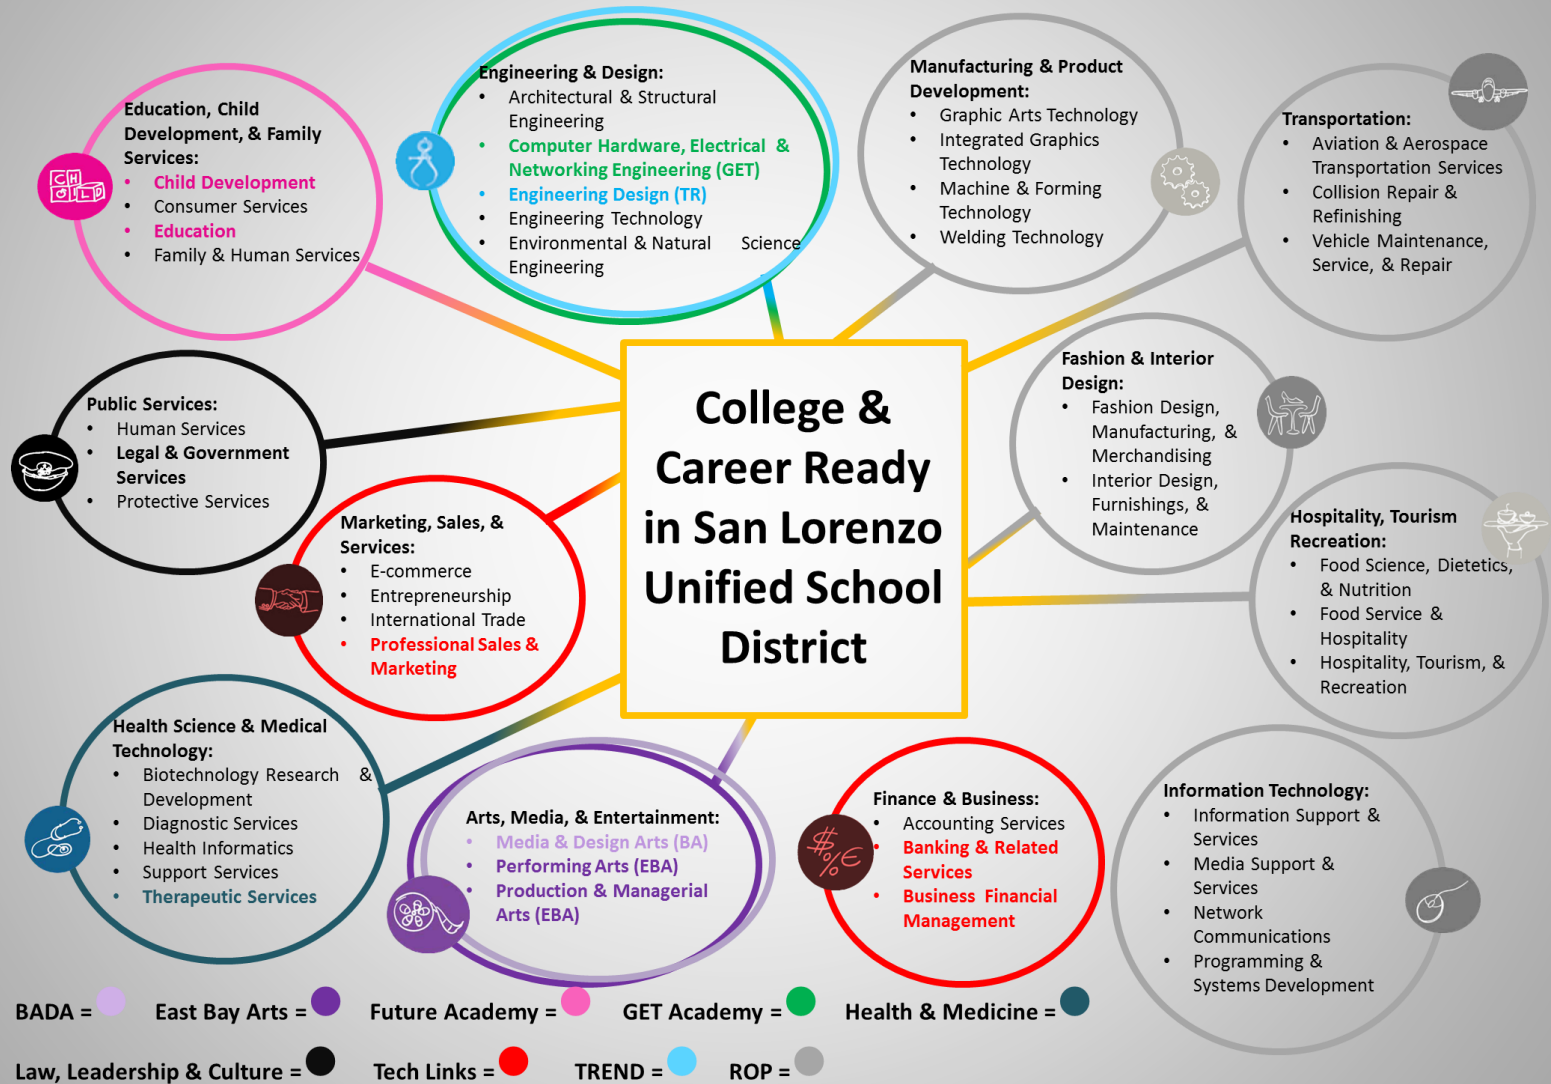 Education, Child
Development, & Family
Services:
• Child Development
• Consumer Services
• Education
• Family & Human Services
Engineering & Design:
• Architectural & Structural
Engineering
• Computer Hardware, Electrical &
Networking Engineering (GET)
• Engineering Design (TR)
• Engineering Technology
• Environmental & Natural Science
Engineering
Manufacturing & Product
Development:
• Graphic Arts Technology
• Integrated Graphics
Technology
• Machine & Forming
Technology
• Welding Technology
Transportation:
• Aviation & Aerospace
Transportation Services
• Collision Repair &
Refinishing
• Vehicle Maintenance,
Service, & Repair
Public Services:
• Human Services
• Legal & Government
Services
• Protective Services
College &
Career Ready
in San Lorenzo
Unified School
District
Fashion & Interior
Design:
• Fashion Design,
Manufacturing, &
Merchandising
• Interior Design,
Furnishings, &
Maintenance
Marketing, Sales, &
Services:
• E-commerce
• Entrepreneurship
• International Trade
• Professional Sales &
Marketing
Hospitality, Tourism
Recreation:
• Food Science, Dietetics,
& Nutrition
• Food Service &
Hospitality
• Hospitality, Tourism, &
Recreation
Health Science & Medical
Technology:
• Biotechnology Research &
Development
• Diagnostic Services
• Health Informatics
• Support Services
• Therapeutic Services
Arts, Media, & Entertainment:
• Media & Design Arts (BA)
• Performing Arts (EBA)
• Production & Managerial
Arts (EBA)
Finance & Business:
• Accounting Services
• Banking & Related
Services
• Business Financial
Management
Information Technology:
• Information Support &
Services
• Media Support &
Services
• Network
Communications
• Programming &
Systems Development
CH
OILD
$
%€
BADA = East Bay Arts = Future Academy = GET Academy = Health & Medicine =
Law, Leadership & Culture = Tech Links = TREND = ROP =